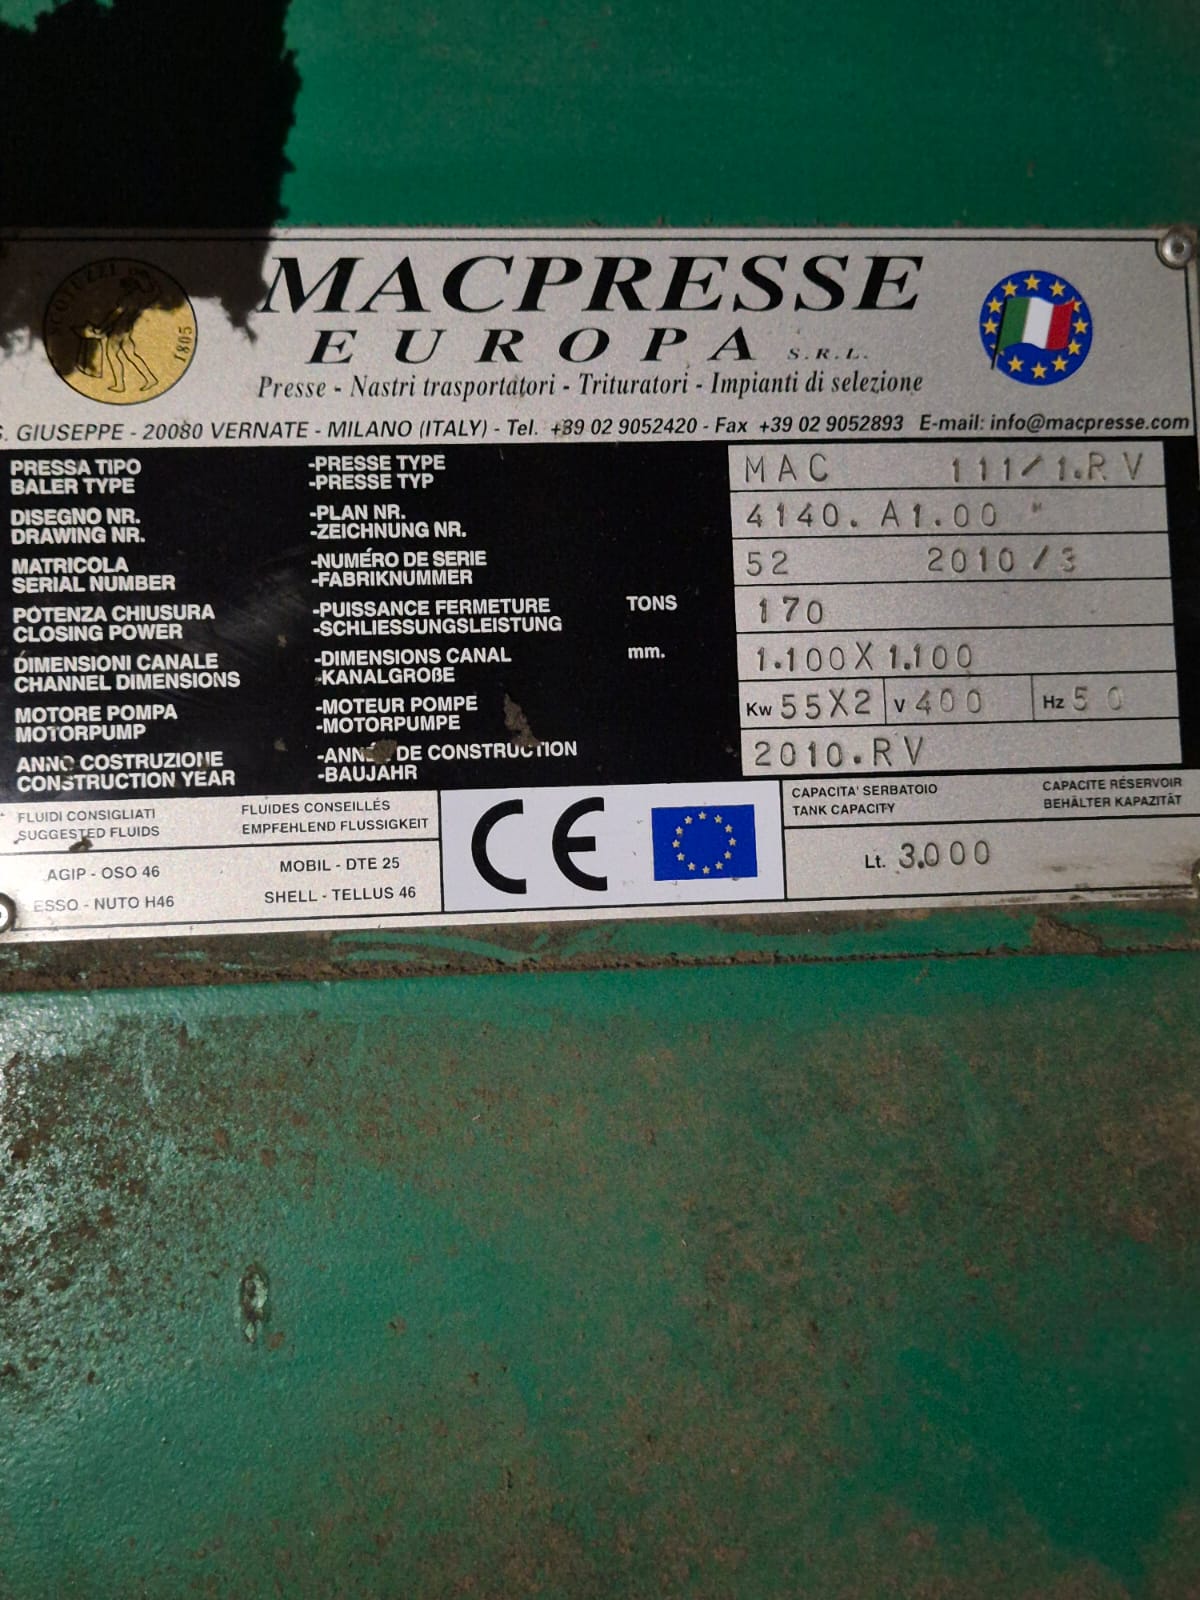 1805
MACPRESSE
EUROPA S.R.L.
Presse - Nastri trasportatori - Trituratori - Impianti di selezione
S. GIUSEPPE - 20080 VERNATE - MILANO (ITALY) - Tel. +39 02 9052420 - Fax +39 02 9052893 E-mail: info@macpresse.com
PRESSA TIPO -PRESSE TYPE MAC 111/1.RV
BALER TYPE -PRESSE TYP
DISEGNO NR. -PLAN NR. 4140. A1.00
DRAWING NR. -ZEICHNUNG NR.
MATRICOLA -NUMÉRO DE SERIE 52 2010/3
SERIAL NUMBER -FABRIKNUMMER
POTENZA CHIUSURA -PUISSANCE FERMETURE TONS 170
CLOSING POWER -SCHLIESSUNGSLEISTUNG
DIMENSIONI CANALE -DIMENSIONS CANAL mm. 1.100X1.100
CHANNEL DIMENSIONS -KANALGROßE
MOTORE POMPA -MOTEUR POMPE Kw 55X2 V 400 Hz 50
MOTORPUMP -MOTORPUMPE
ANNO COSTRUZIONE -ANNÉE DE CONSTRUCTION 2010.RV
CONSTRUCTION YEAR -BAUJAHR
FLUIDI CONSIGLIATI FLUIDES CONSEILLÉS
SUGGESTED FLUIDS EMPFEHLEND FLUSSIGKEIT
AGIP - OSO 46 MOBIL - DTE 25
ESSO - NUTO H46 SHELL - TELLUS 46
CE
CAPACITA' SERBATOIO CAPACITE RÉSERVOIR
TANK CAPACITY BEHÄLTER KAPAZITÄT
Lt. 3.000